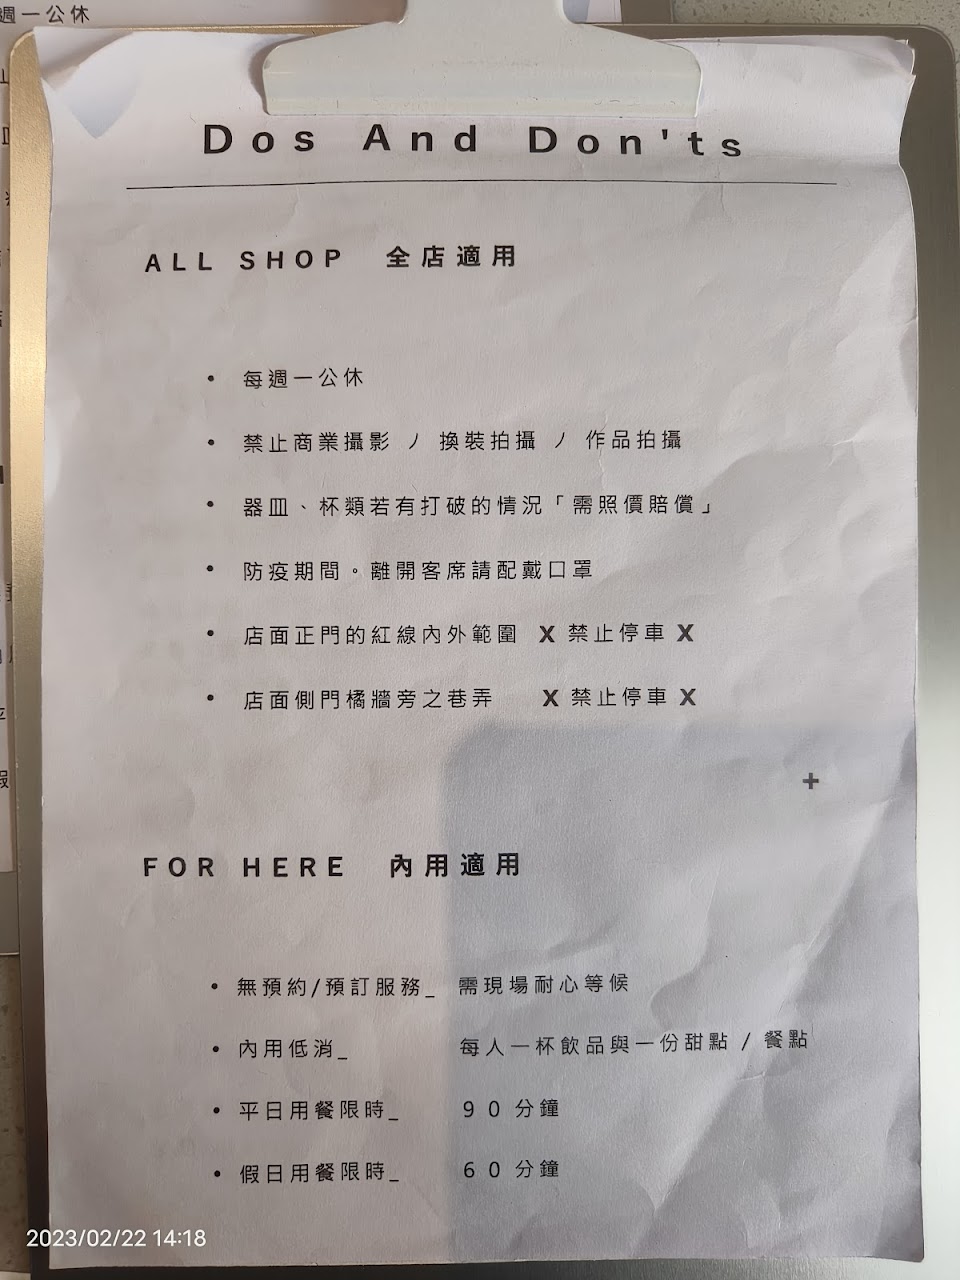 週一公休
Dos And Don'ts
ALL SHOP 全店適用
• 每週一公休
• 禁止商業攝影 / 換裝拍攝 / 作品拍攝
• 器皿、杯類若有打破的情況「需照價賠償」
• 防疫期間。離開客席請配戴口罩
• 店面正門的紅線內外範圍 X 禁止停車 X
• 店面側門橘牆旁之巷弄 X 禁止停車 X
+
FOR HERE 內用適用
• 無預約/預訂服務_ 需現場耐心等候
• 內用低消_ 每人一杯飲品與一份甜點 / 餐點
• 平日用餐限時_ 90 分鐘
• 假日用餐限時_ 60 分鐘
2023/02/22 14:18